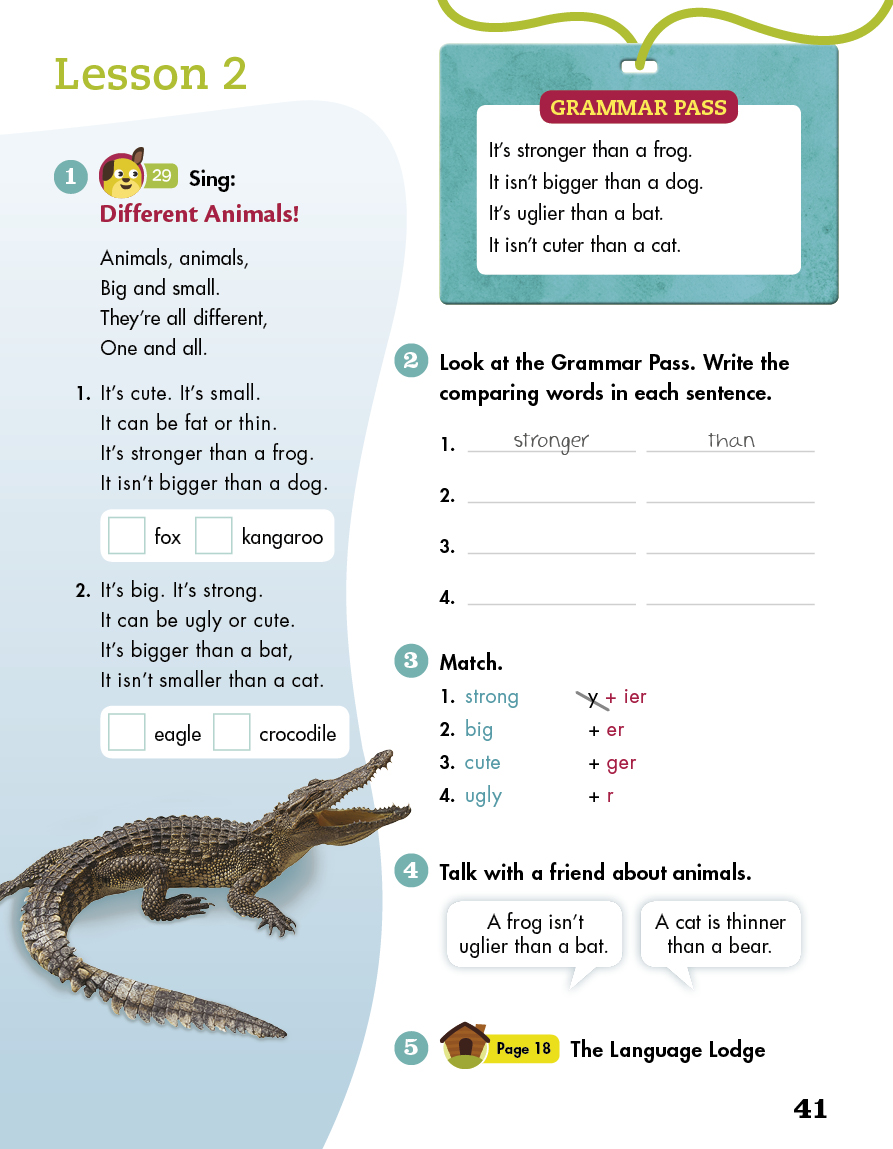 Lesson 2
1 29 Sing:
Different Animals!
Animals, animals,
Big and small.
They're all different,
One and all.
1. It's cute. It's small.
It can be fat or thin.
It's stronger than a frog.
It isn't bigger than a dog.
fox kangaroo
2. It's big. It's strong.
It can be ugly or cute.
It's bigger than a bat,
It isn't smaller than a cat.
eagle crocodile
GRAMMAR PASS
It's stronger than a frog.
It isn't bigger than a dog.
It's uglier than a bat.
It isn't cuter than a cat.
2 Look at the Grammar Pass. Write the
comparing words in each sentence.
1. stronger than
2.
3.
4.
3 Match.
1. strong y + ier
2. big + er
3. cute + ger
4. ugly + r
4 Talk with a friend about animals.
A frog isn't
uglier than a bat.
A cat is thinner
than a bear.
5 Page 18 The Language Lodge
41